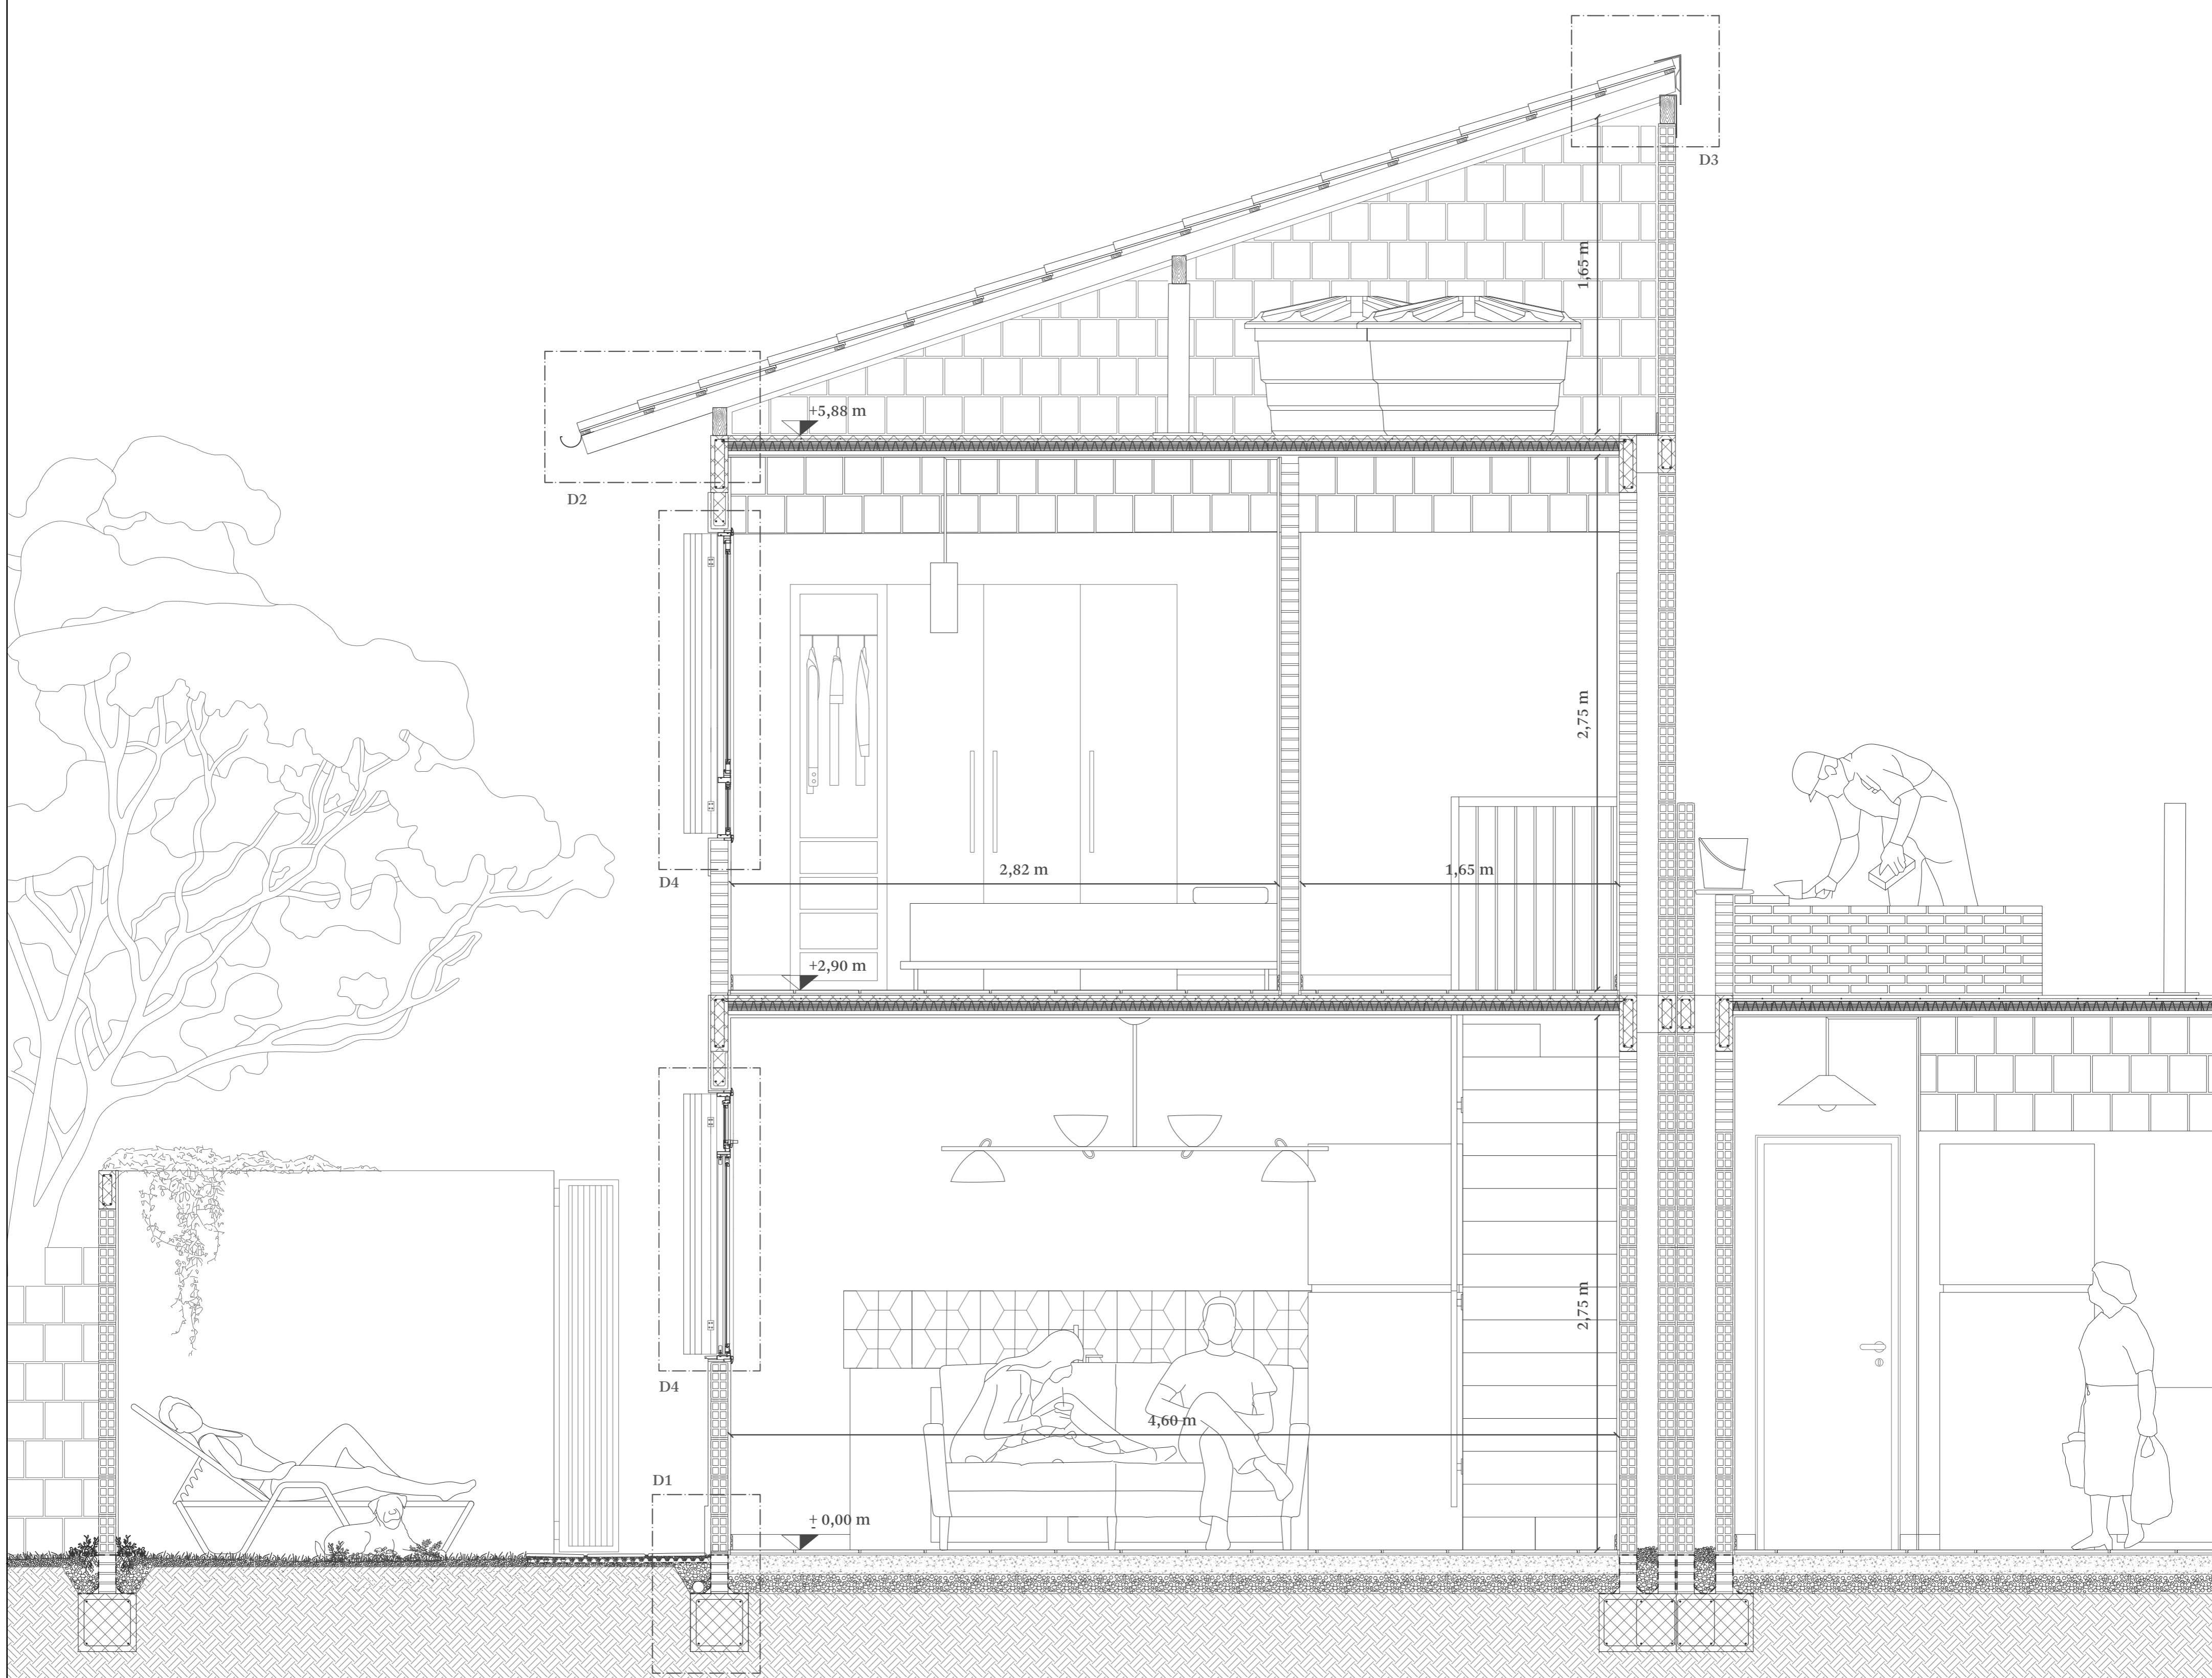 D3
1,65 m
+5,88 m
D2
2,75 m
D4
2,82 m
1,65 m
+2,90 m
2,75 m
D4
4,60 m
D1
± 0,00 m